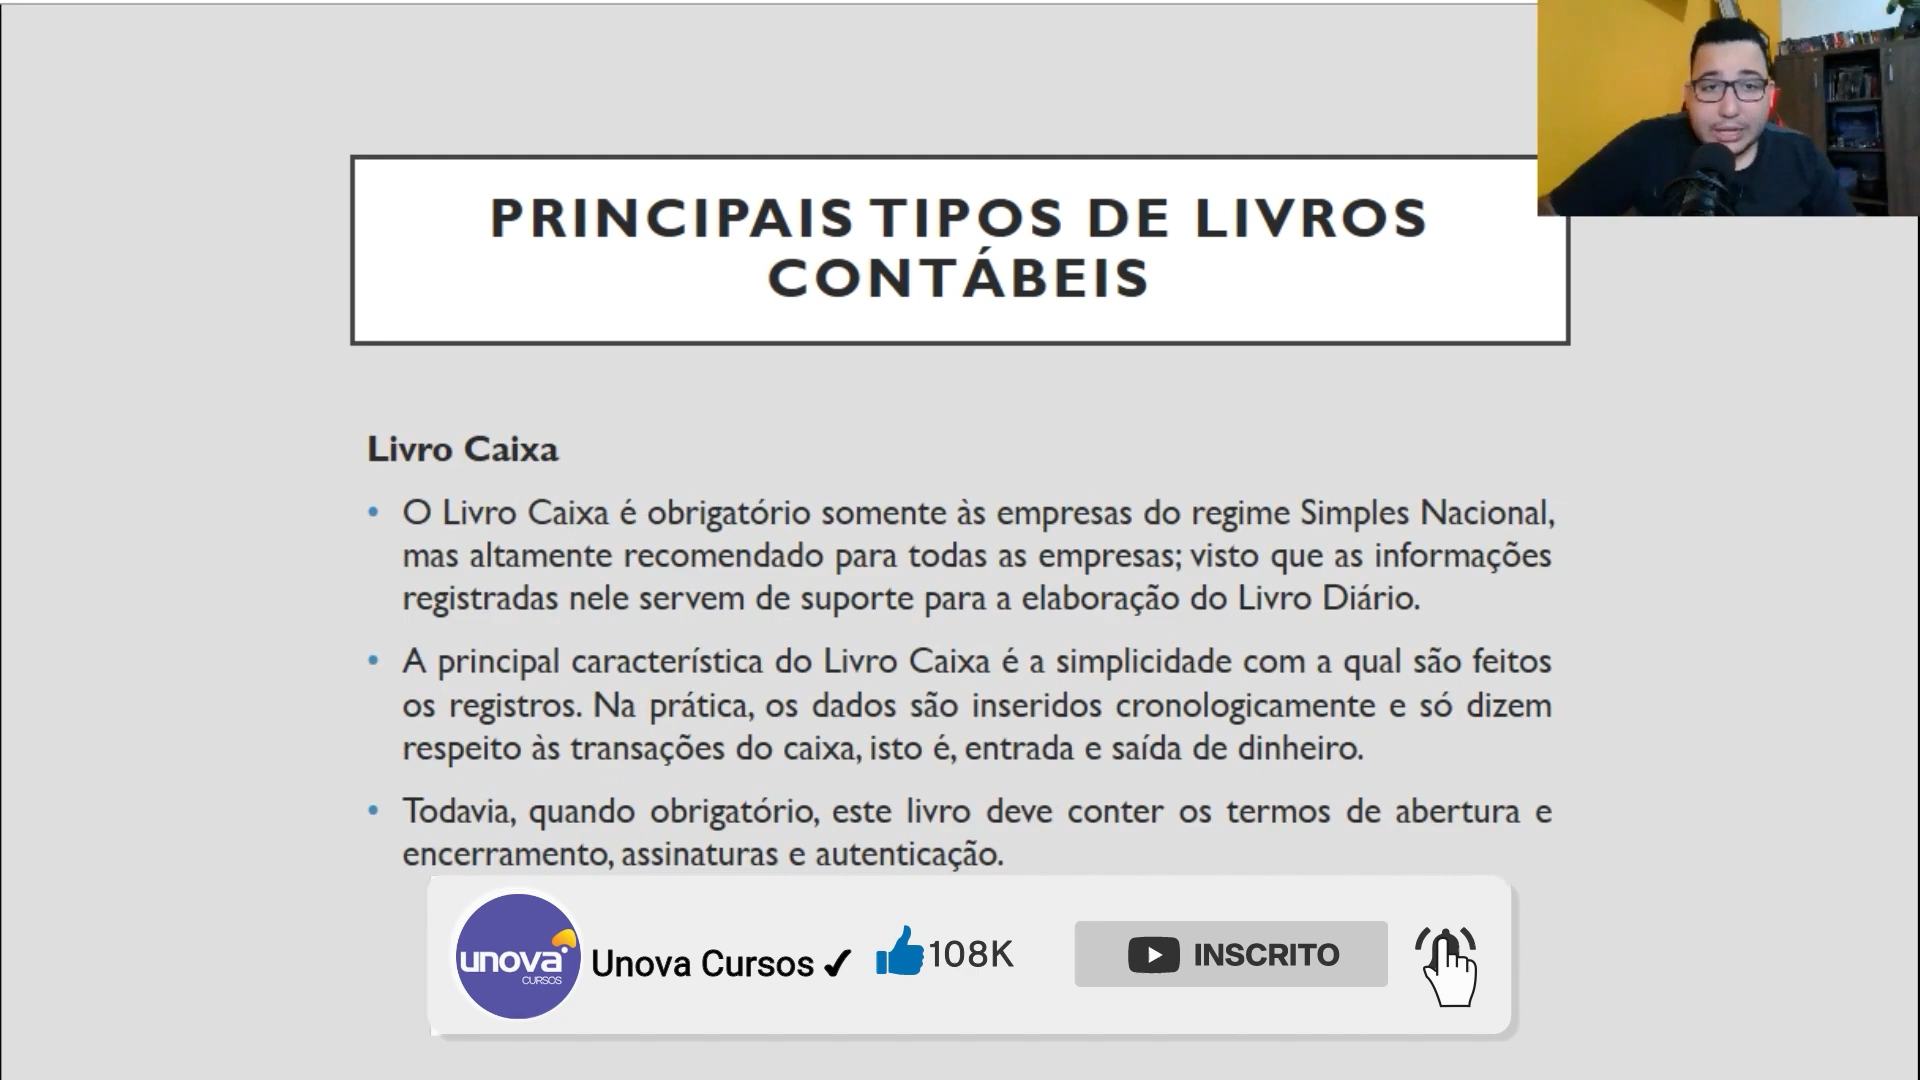 PRINCIPAIS TIPOS DE LIVROS
CONTÁBEIS
Livro Caixa
• O Livro Caixa é obrigatório somente às empresas do regime Simples Nacional,
mas altamente recomendado para todas as empresas; visto que as informações
registradas nele servem de suporte para a elaboração do Livro Diário.
• A principal característica do Livro Caixa é a simplicidade com a qual são feitos
os registros. Na prática, os dados são inseridos cronologicamente e só dizem
respeito às transações do caixa, isto é, entrada e saída de dinheiro.
• Todavia, quando obrigatório, este livro deve conter os termos de abertura e
encerramento, assinaturas e autenticação.
unova
CURSOS
Unova Cursos ✔ 108K INSCRITO